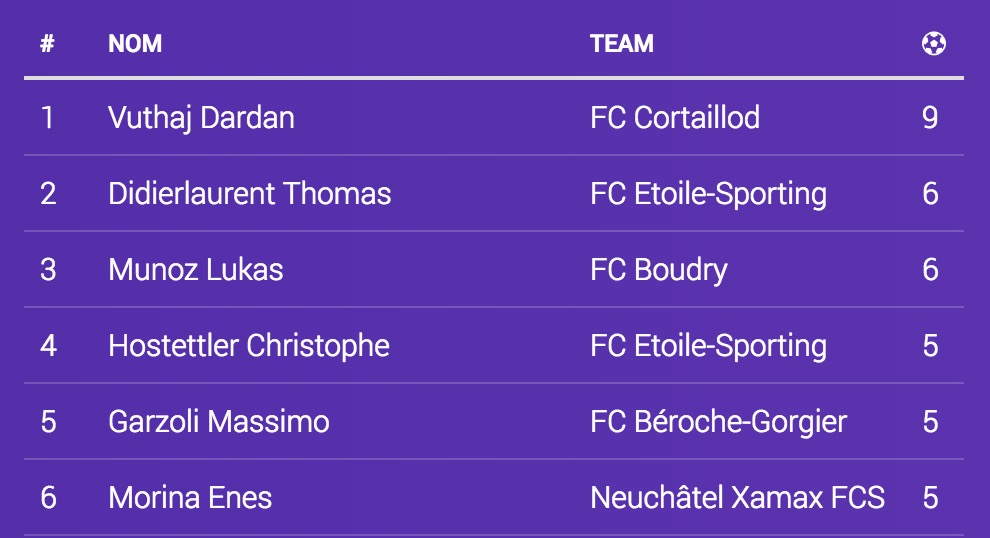 # NOM TEAM
1 Vuthaj Dardan FC Cortaillod 9
2 Didierlaurent Thomas FC Etoile-Sporting 6
3 Munoz Lukas FC Boudry 6
4 Hostettler Christophe FC Etoile-Sporting 5
5 Garzoli Massimo FC Béroche-Gorgier 5
6 Morina Enes Neuchâtel Xamax FCS 5